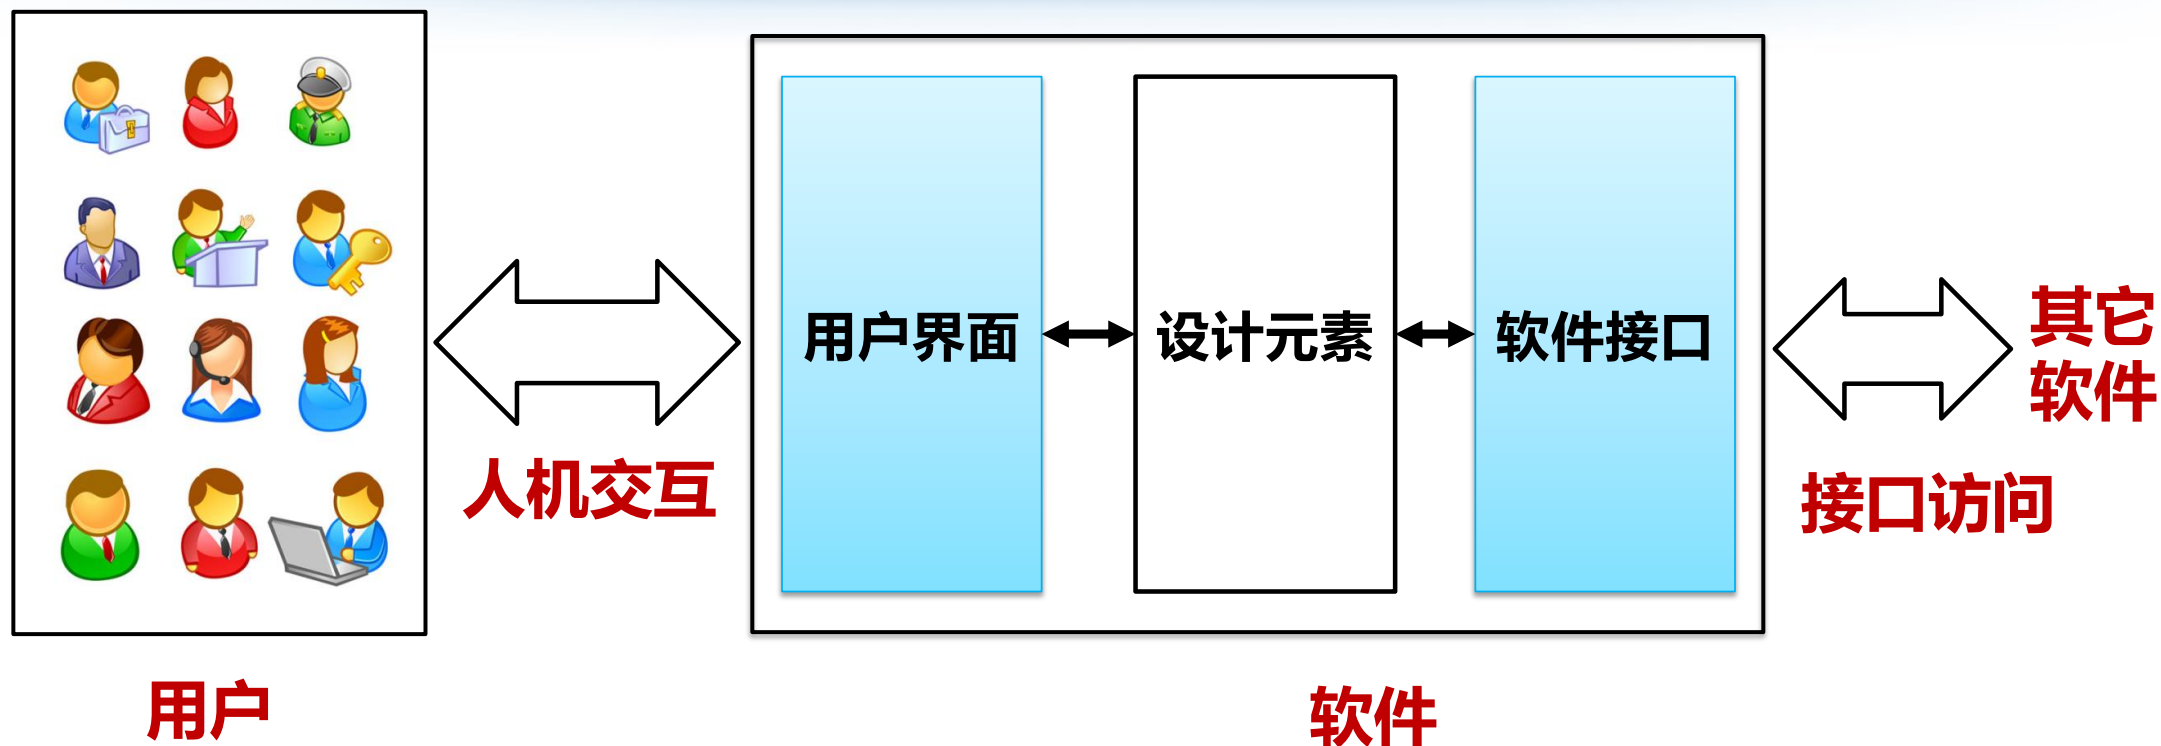 用户界面
设计元素
软件接口
其它
软件
人机交互
接口访问
用户
软件